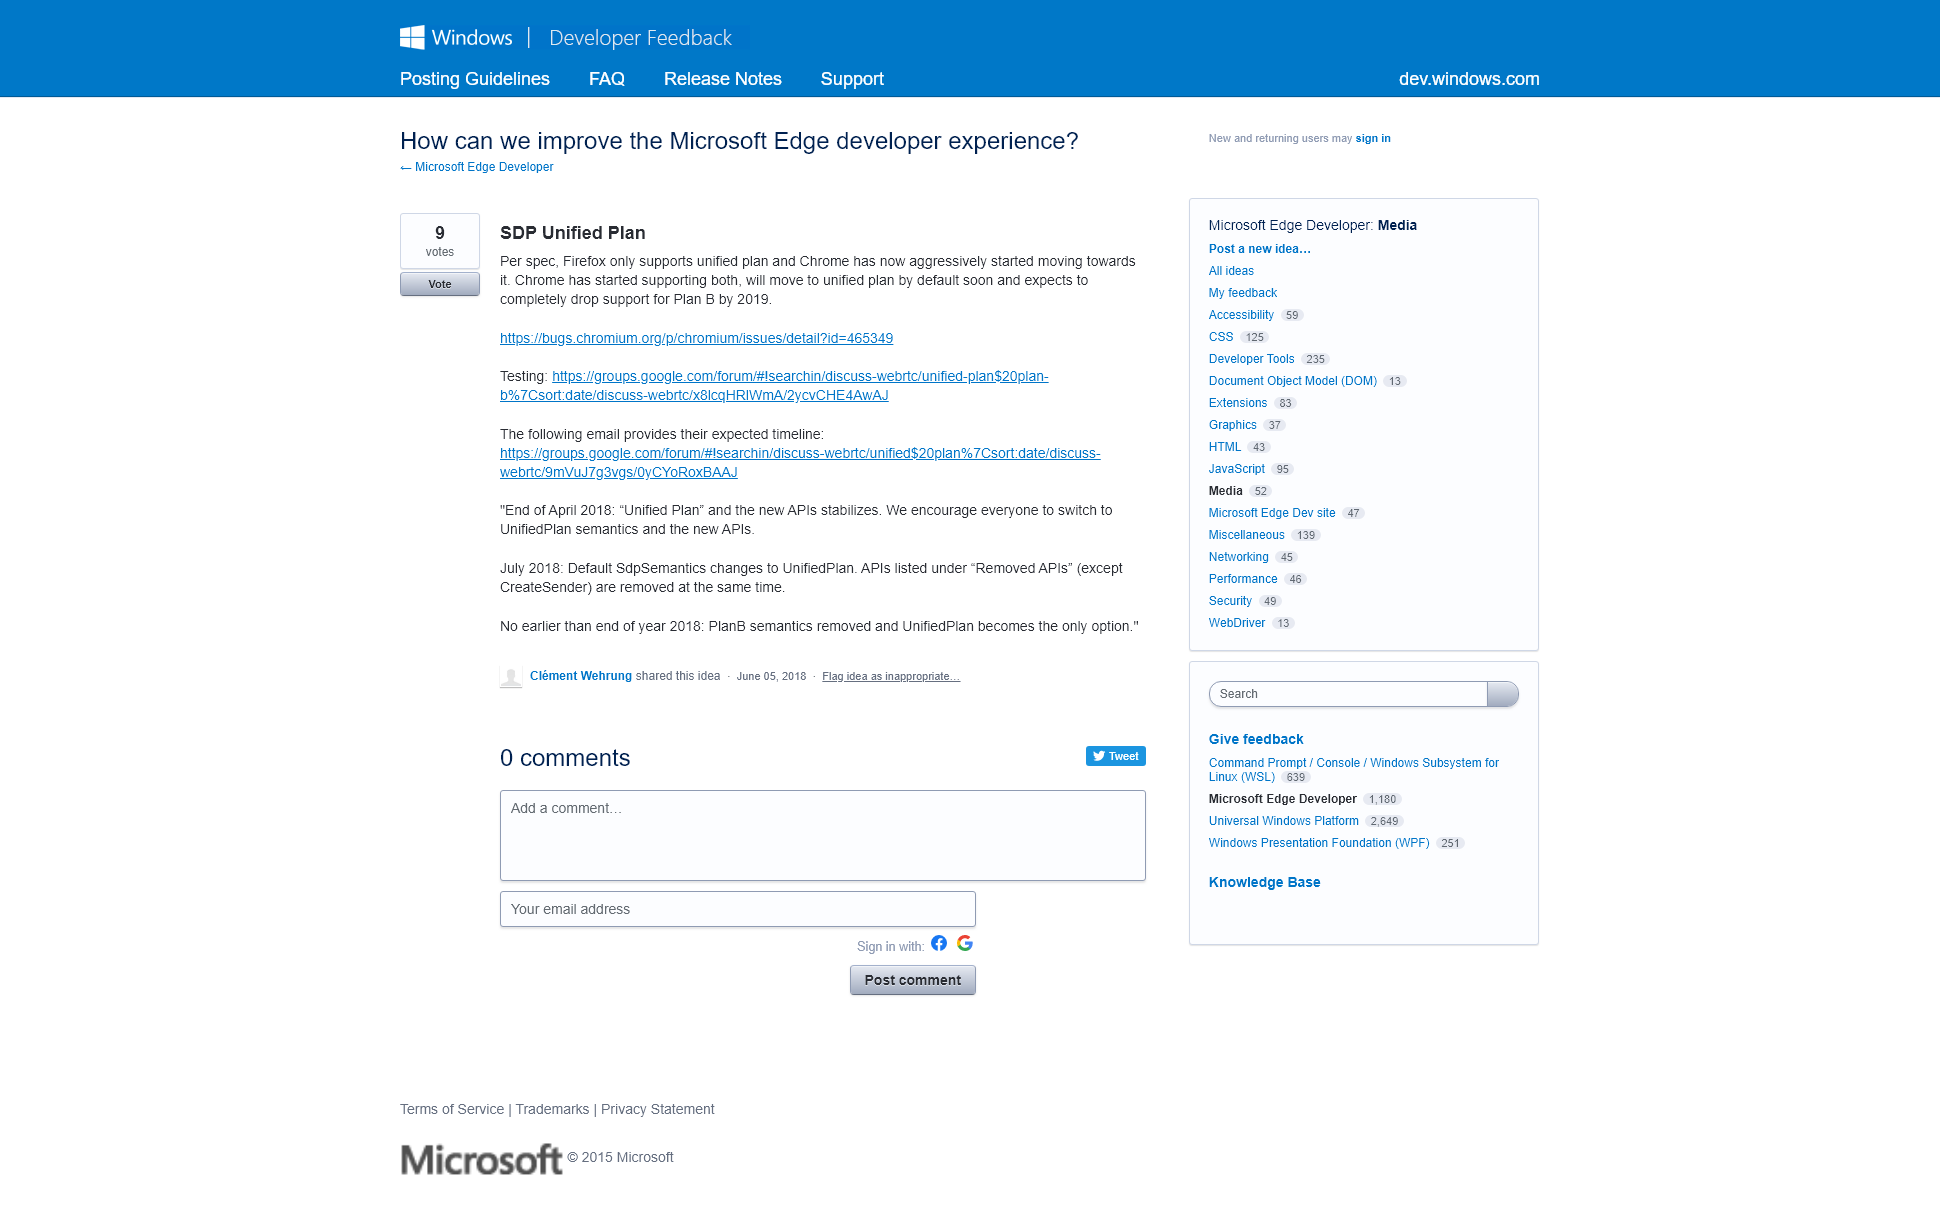 Windows | Developer Feedback
Posting Guidelines FAQ Release Notes Support dev.windows.com
How can we improve the Microsoft Edge developer experience?
← Microsoft Edge Developer
New and returning users may sign in
9
votes
Vote
SDP Unified Plan
Per spec, Firefox only supports unified plan and Chrome has now aggressively started moving towards
it. Chrome has started supporting both, will move to unified plan by default soon and expects to
completely drop support for Plan B by 2019.
https://bugs.chromium.org/p/chromium/issues/detail?id=465349
Testing: https://groups.google.com/forum/#!searchin/discuss-webrtc/unified-plan$20plan-
b%7Csort:date/discuss-webrtc/x8lcqHRlWmA/2ycvCHE4AwAJ
The following email provides their expected timeline:
https://groups.google.com/forum/#!searchin/discuss-webrtc/unified$20plan%7Csort:date/discuss-
webrtc/9mVuJ7g3vgs/0yCYoRoxBAAJ
"End of April 2018: “Unified Plan” and the new APIs stabilizes. We encourage everyone to switch to
UnifiedPlan semantics and the new APIs.
July 2018: Default SdpSemantics changes to UnifiedPlan. APIs listed under “Removed APIs” (except
CreateSender) are removed at the same time.
No earlier than end of year 2018: PlanB semantics removed and UnifiedPlan becomes the only option."
Clément Wehrung shared this idea · June 05, 2018 · Flag idea as inappropriate…
0 comments
Tweet
Add a comment…
Your email address
Sign in with:
Post comment
Microsoft Edge Developer: Media
Post a new idea…
All ideas
My feedback
Accessibility 59
CSS 125
Developer Tools 235
Document Object Model (DOM) 13
Extensions 83
Graphics 37
HTML 43
JavaScript 95
Media 52
Microsoft Edge Dev site 47
Miscellaneous 139
Networking 45
Performance 46
Security 49
WebDriver 13
Search
Give feedback
Command Prompt / Console / Windows Subsystem for
Linux (WSL) 639
Microsoft Edge Developer 1,180
Universal Windows Platform 2,649
Windows Presentation Foundation (WPF) 251
Knowledge Base
Terms of Service | Trademarks | Privacy Statement
Microsoft © 2015 Microsoft